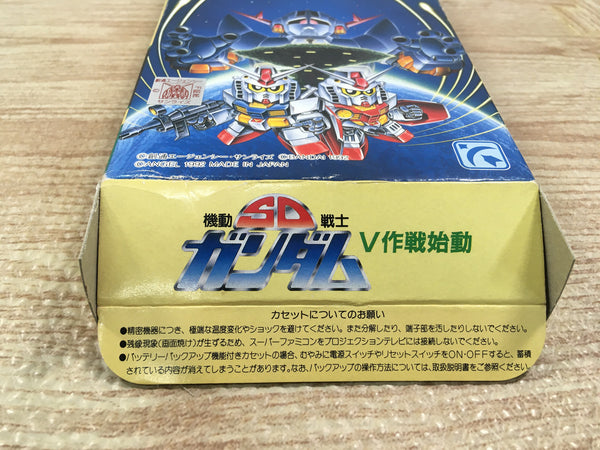 ©創通エージェンシー・サンライズ ©BANDAI 1992
©ANGEL 1992 MADE IN JAPAN
機動 SD 戦士
ガンダム V作戦始動
カセットについてのお願い
●精密機器につき、極端な温度変化やショックを避けてください。また分解したり、端子部を汚したりしないでください。
●残像現象(画面焼け)が生ずるため、スーパーファミコンをプロジェクションテレビには接続しないでください。
●バッテリーバックアップ機能付きカセットの場合、むやみに電源スイッチやリセットスイッチをON・OFFすると、蓄積
されている内容が消えてしまうことがあります。なお、バックアップの操作方法については、取扱説明書をご参照ください。